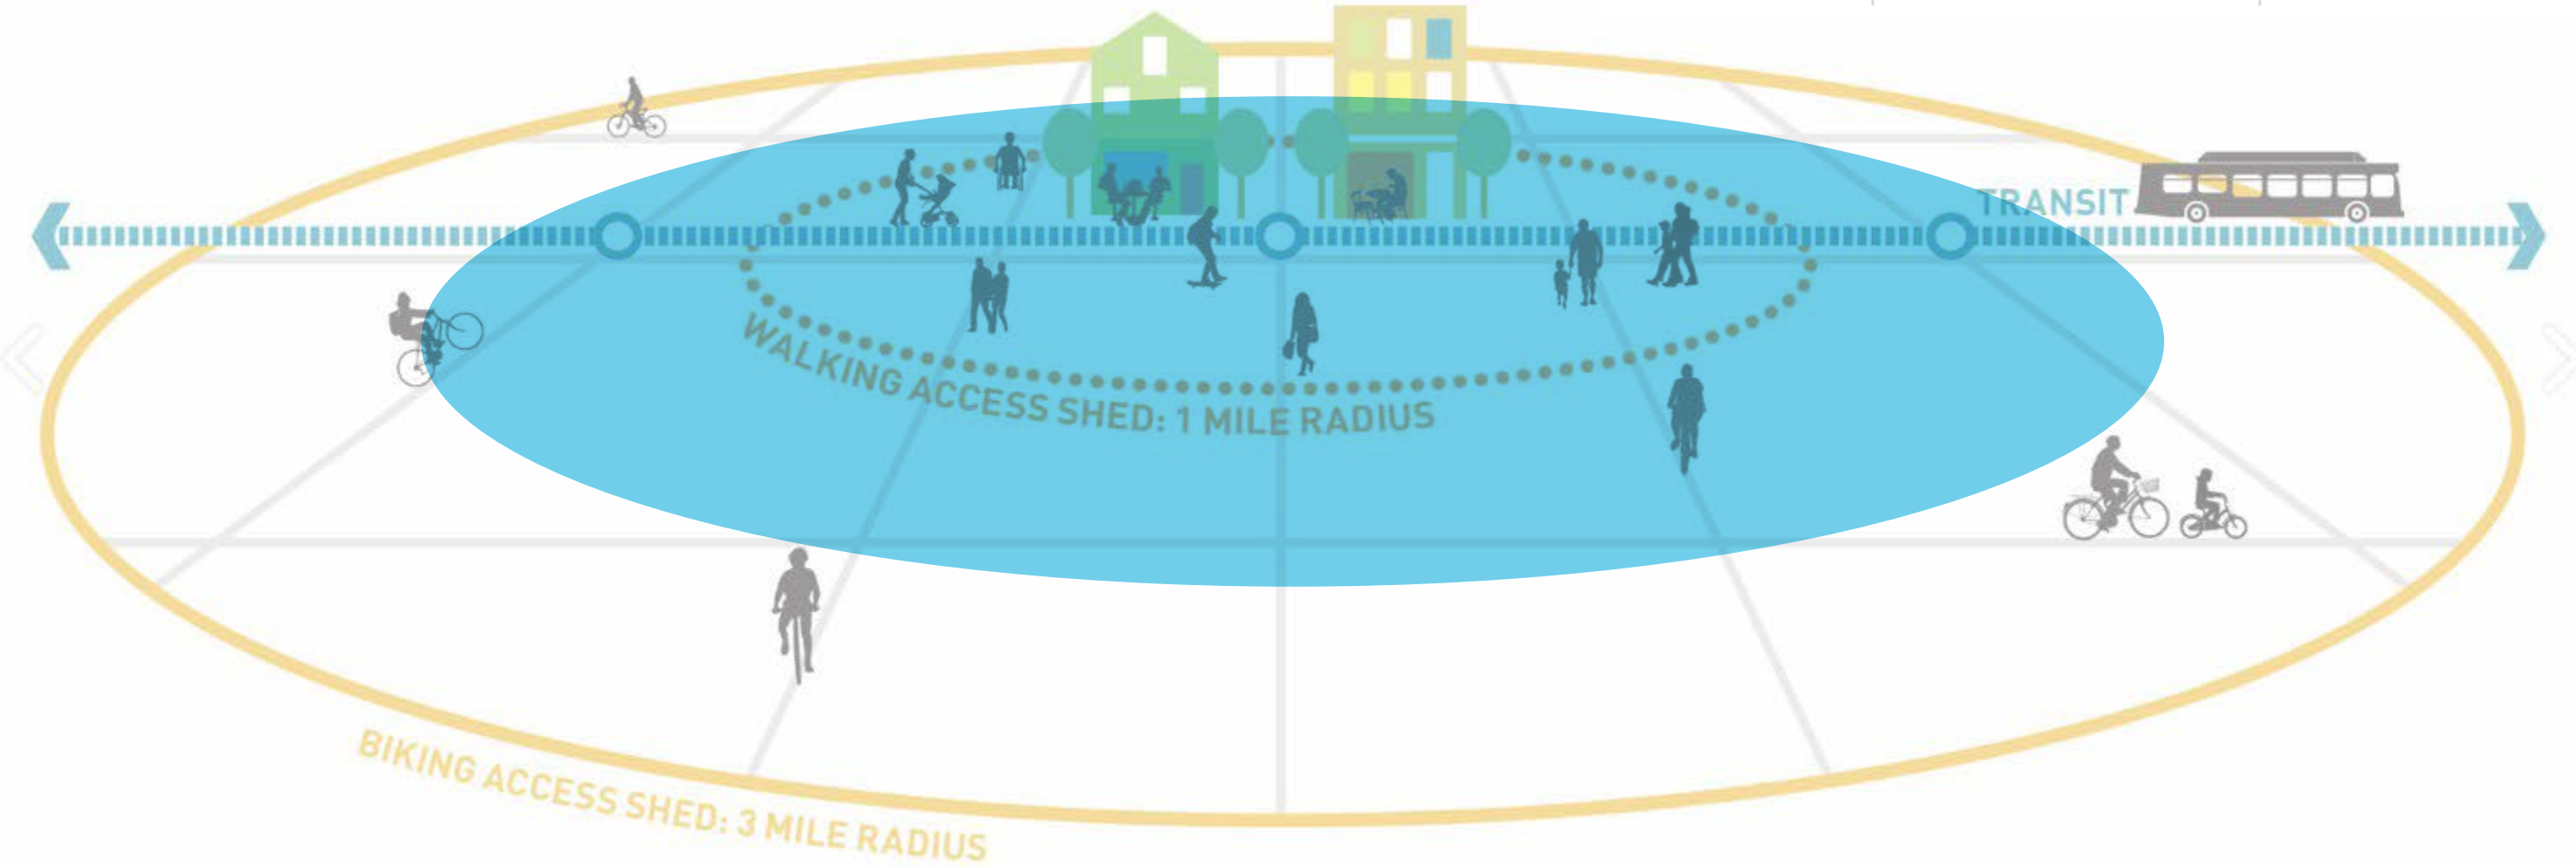 TRANSIT
WALKING ACCESS SHED: 1 MILE RADIUS
BIKING ACCESS SHED: 3 MILE RADIUS